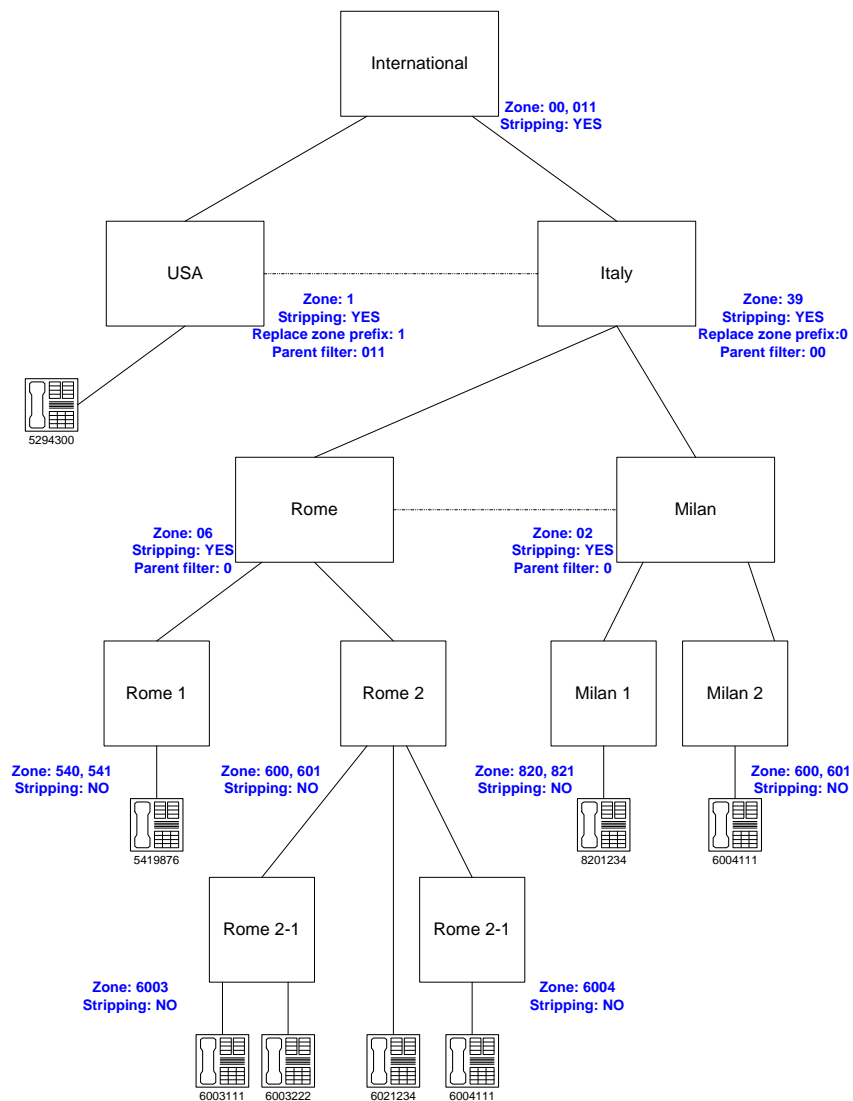 International
Zone: 00, 011
Stripping: YES
USA
Italy
Zone: 1
Stripping: YES
Replace zone prefix: 1
Parent filter: 011
Zone: 39
Stripping: YES
Replace zone prefix:0
Parent filter: 00
5294300
Rome
Milan
Zone: 06
Stripping: YES
Parent filter: 0
Zone: 02
Stripping: YES
Parent filter: 0
Rome 1
Rome 2
Milan 1
Milan 2
Zone: 540, 541
Stripping: NO
Zone: 600, 601
Stripping: NO
Zone: 820, 821
Stripping: NO
Zone: 600, 601
Stripping: NO
5419876
8201234
6004111
Rome 2-1
Rome 2-1
Zone: 6003
Stripping: NO
Zone: 6004
Stripping: NO
6003111
6003222
6021234
6004111